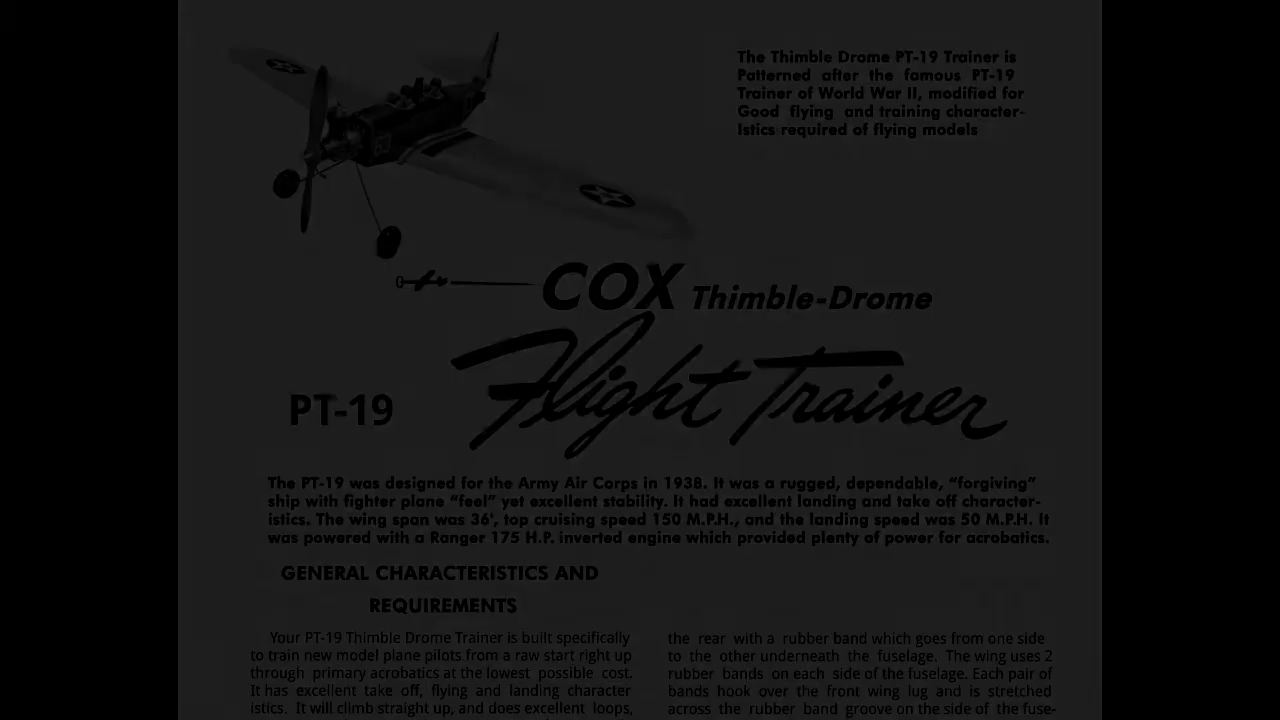 The Thimble Drome PT-19 Trainer is
Patterned after the famous PT-19
Trainer of World War II, modified for
Good flying and training character-
Istics required of flying models
COX Thimble-Drome
Flight Trainer
PT-19
The PT-19 was designed for the Army Air Corps in 1938. It was a rugged, dependable, “forgiving”
ship with fighter plane “feel” yet excellent stability. It had excellent landing and take off character-
istics. The wing span was 36', top cruising speed 150 M.P.H., and the landing speed was 50 M.P.H. It
was powered with a Ranger 175 H.P. inverted engine which provided plenty of power for acrobatics.
GENERAL CHARACTERISTICS AND
REQUIREMENTS
Your PT-19 Thimble Drome Trainer is built specifically
to train new model plane pilots from a raw start right up
through primary acrobatics at the lowest possible cost.
It has excellent take off, flying and landing character
istics. It will climb straight up, and does excellent loops,
the rear with a rubber band which goes from one side
to the other underneath the fuselage. The wing uses 2
rubber bands on each side of the fuselage. Each pair of
bands hook over the front wing lug and is stretched
across the rubber band groove on the side of the fuse-